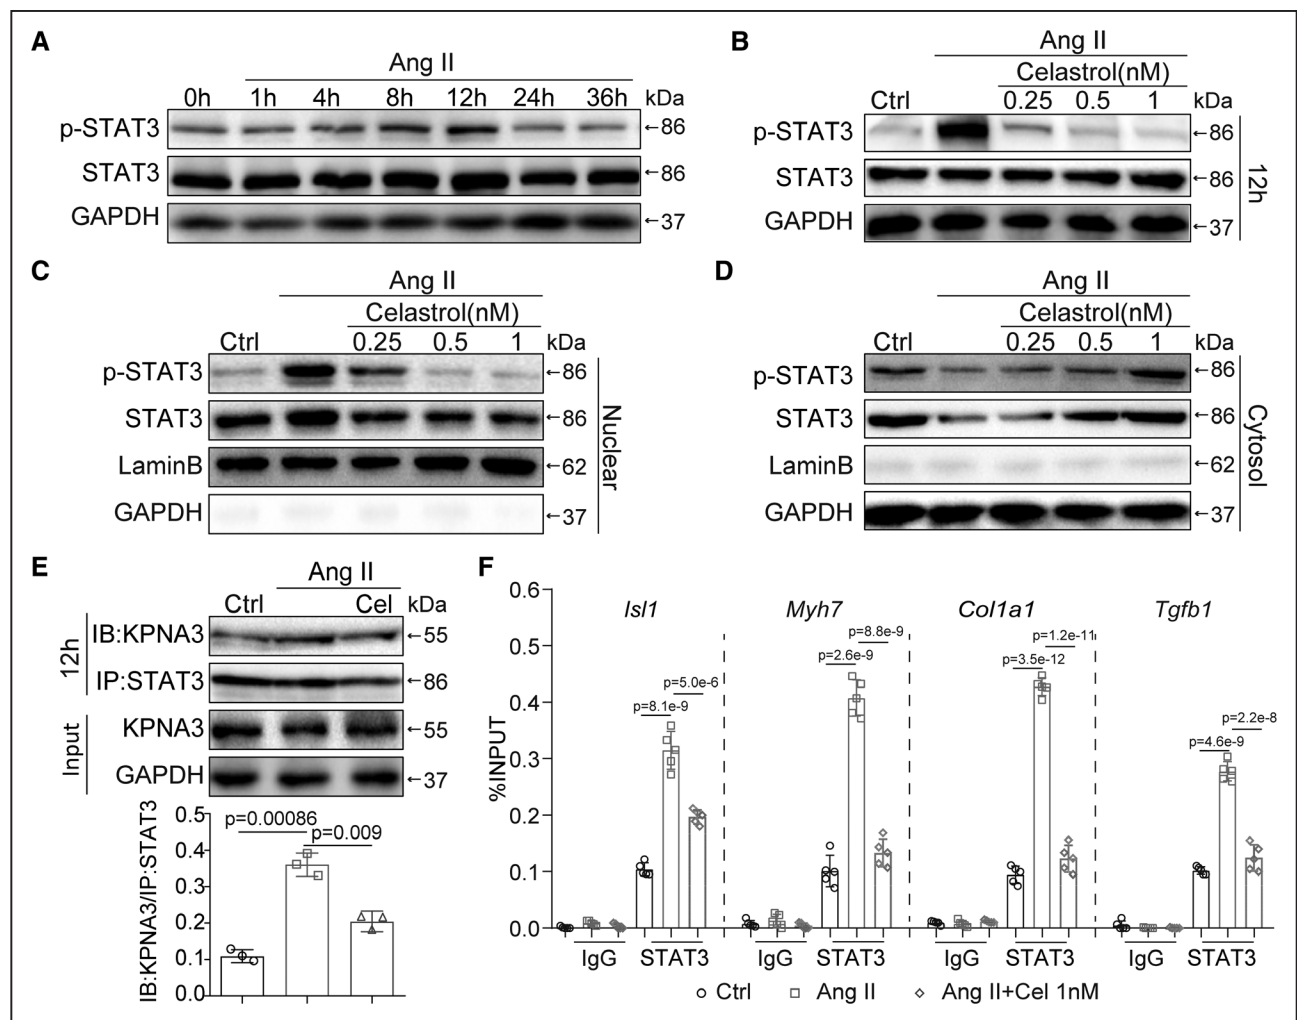 A
Ang II
0h 1h 4h 8h 12h 24h 36h kDa
p-STAT3 ←86
STAT3 ←86
GAPDH ←37
B
Ang II
Celastrol(nM)
Ctrl 0.25 0.5 1 kDa
p-STAT3 ←86
STAT3 ←86
GAPDH ←37
12h
C
Ang II
Celastrol(nM)
Ctrl 0.25 0.5 1 kDa
p-STAT3 ←86
STAT3 ←86
LaminB ←62
GAPDH ←37
Nuclear
D
Ang II
Celastrol(nM)
Ctrl 0.25 0.5 1 kDa
p-STAT3 ←86
STAT3 ←86
LaminB ←62
GAPDH ←37
Cytosol
E
Ang II
Ctrl Cel kDa
12h
IB:KPNA3 ←55
IP:STAT3 ←86
Input
KPNA3 ←55
GAPDH ←37
IB:KPNA3/IP:STAT3
0.5
0.4
0.3
0.2
0.1
0.0
p=0.00086
p=0.009
F
%INPUT
0.6
0.5
0.4
0.3
0.2
0.1
0.0
Isl1 Myh7 Col1a1 Tgfb1
p=8.1e-9
p=5.0e-6
p=2.6e-9
p=8.8e-9
p=3.5e-12
p=1.2e-11
p=4.6e-9
p=2.2e-8
IgG STAT3 IgG STAT3 IgG STAT3 IgG STAT3
Ctrl Ang II Ang II+Cel 1nM